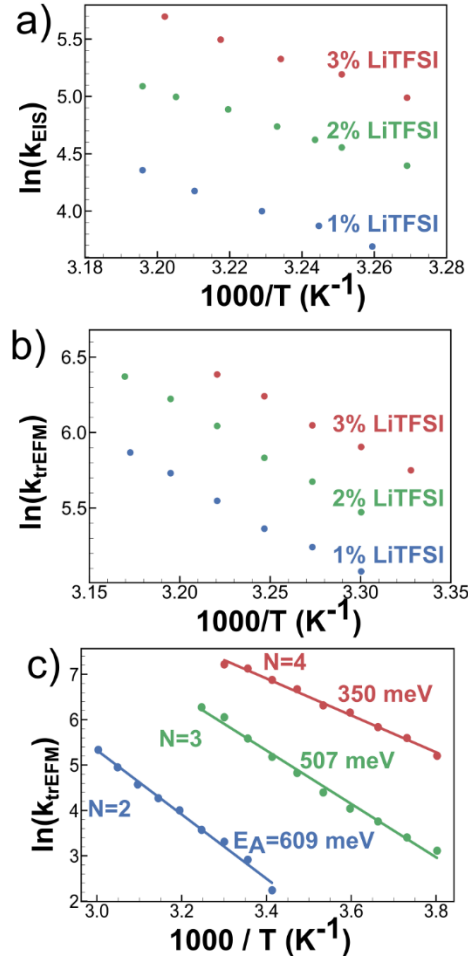 a)
ln(k_EIS)
5.5
5.0
4.5
4.0
3% LiTFSI
2% LiTFSI
1% LiTFSI
3.18 3.20 3.22 3.24 3.26 3.28
1000/T (K⁻¹)
b)
ln(k_trEFM)
6.5
6.0
5.5
3% LiTFSI
2% LiTFSI
1% LiTFSI
3.15 3.20 3.25 3.30 3.35
1000/T (K⁻¹)
c)
ln(k_trEFM)
7
6
5
4
3
2
N=4
350 meV
N=3
507 meV
N=2
E_A=609 meV
3.0 3.2 3.4 3.6 3.8
1000 / T (K⁻¹)